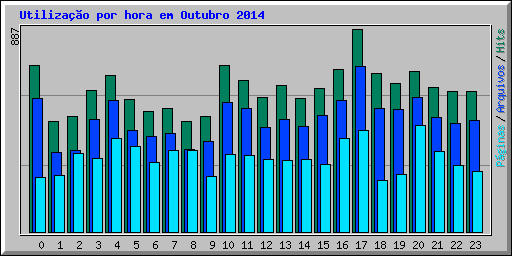 Utilização por hora em Outubro 2014
887
Páginas / Arquivos / Hits
0 1 2 3 4 5 6 7 8 9 10 11 12 13 14 15 16 17 18 19 20 21 22 23